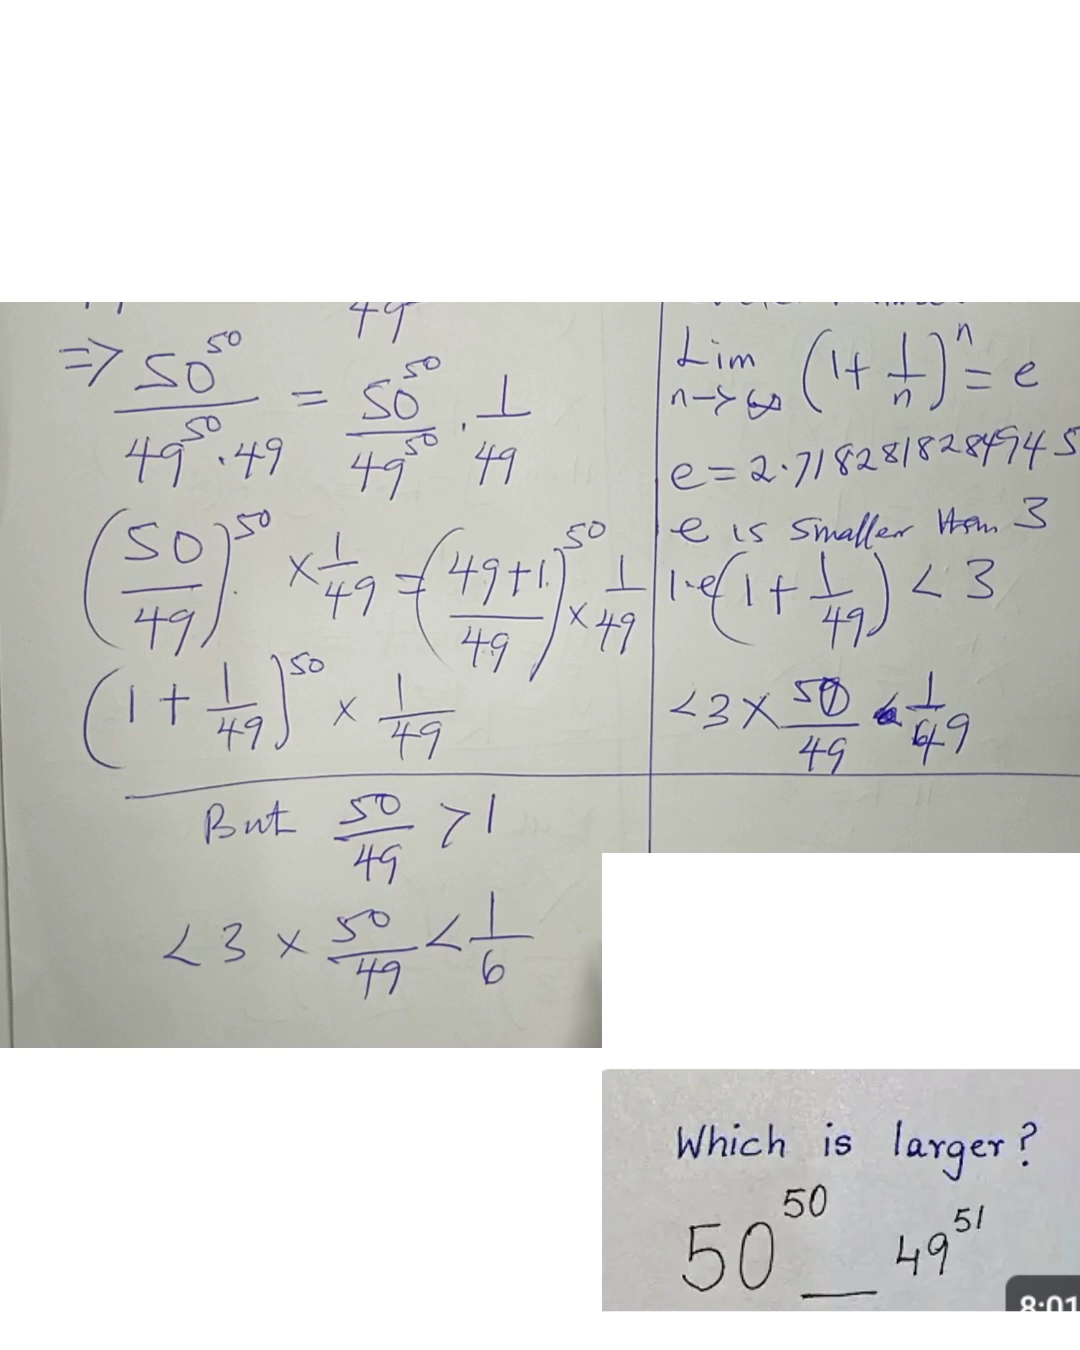 49
=> 50^50 / 49^50 . 49 = 50^50 / 49^50 . 1/49
(50/49)^50 × 1/49 = (49+1 / 49)^50 × 1/49
(1 + 1/49)^50 × 1/49
But 50/49 > 1
< 3 × 50/49 < 1/6
Lim n->∞ (1 + 1/n)^n = e
e = 2.7182818284945
e is smaller than 3
i.e (1 + 1/49) < 3
< 3 × 50/49 < 1/49
Which is larger?
50^50 __ 49^51
8:01